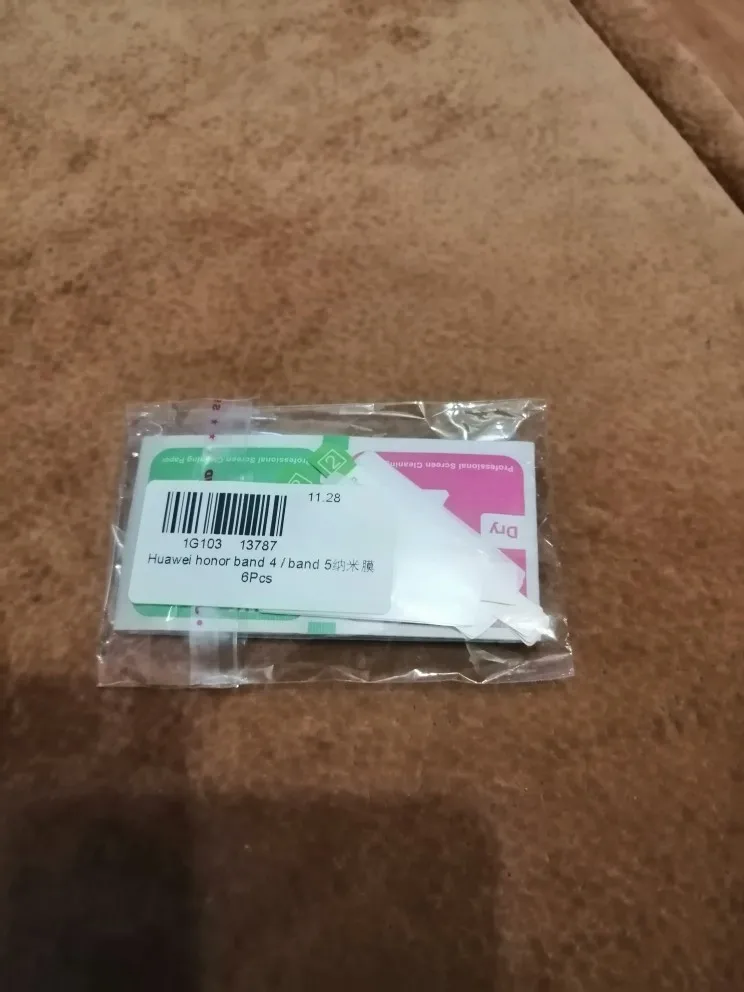 11.28
1G103 13787
Huawei honor band 4 / band 5纳米膜
6Pcs
Professional Screen Cleaning Paper
Professional Screen Cleaning
2
Dry